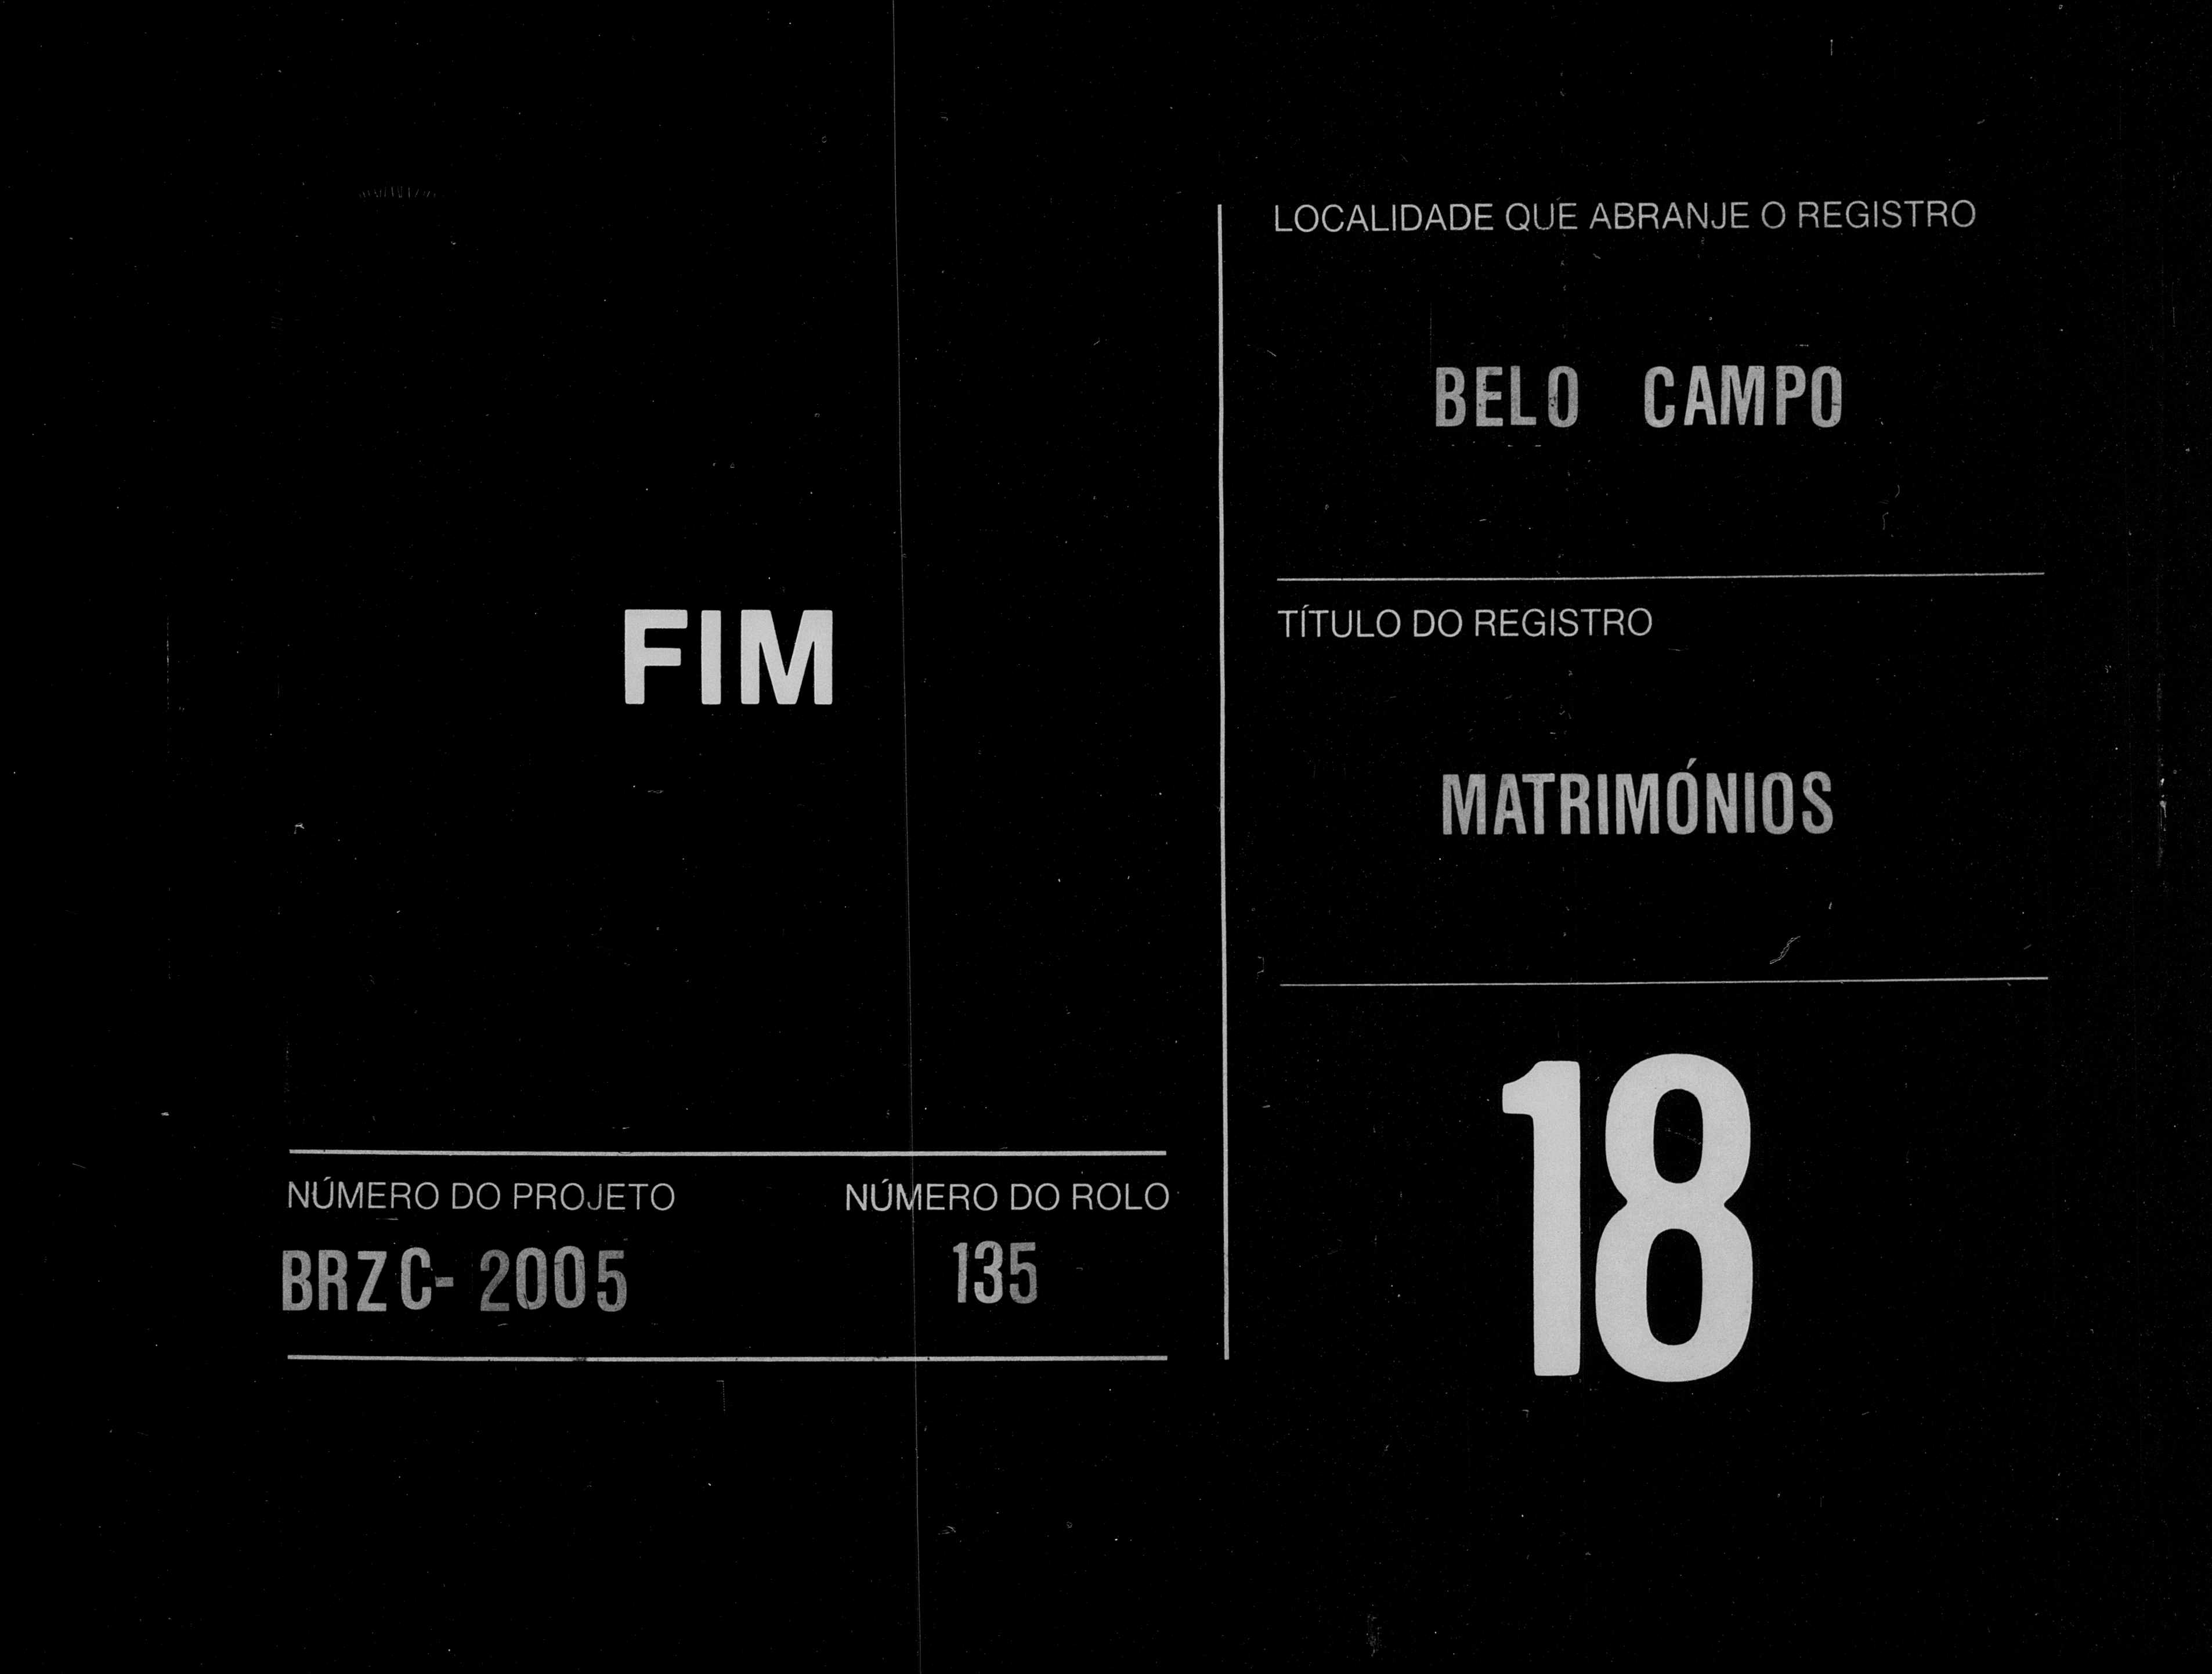 FIM
NÚMERO DO PROJETO
BRZC- 2005
NÚMERO DO ROLO
135
LOCALIDADE QUE ABRANJE O REGISTRO
BELO CAMPO
TÍTULO DO REGISTRO
MATRIMÓNIOS
18